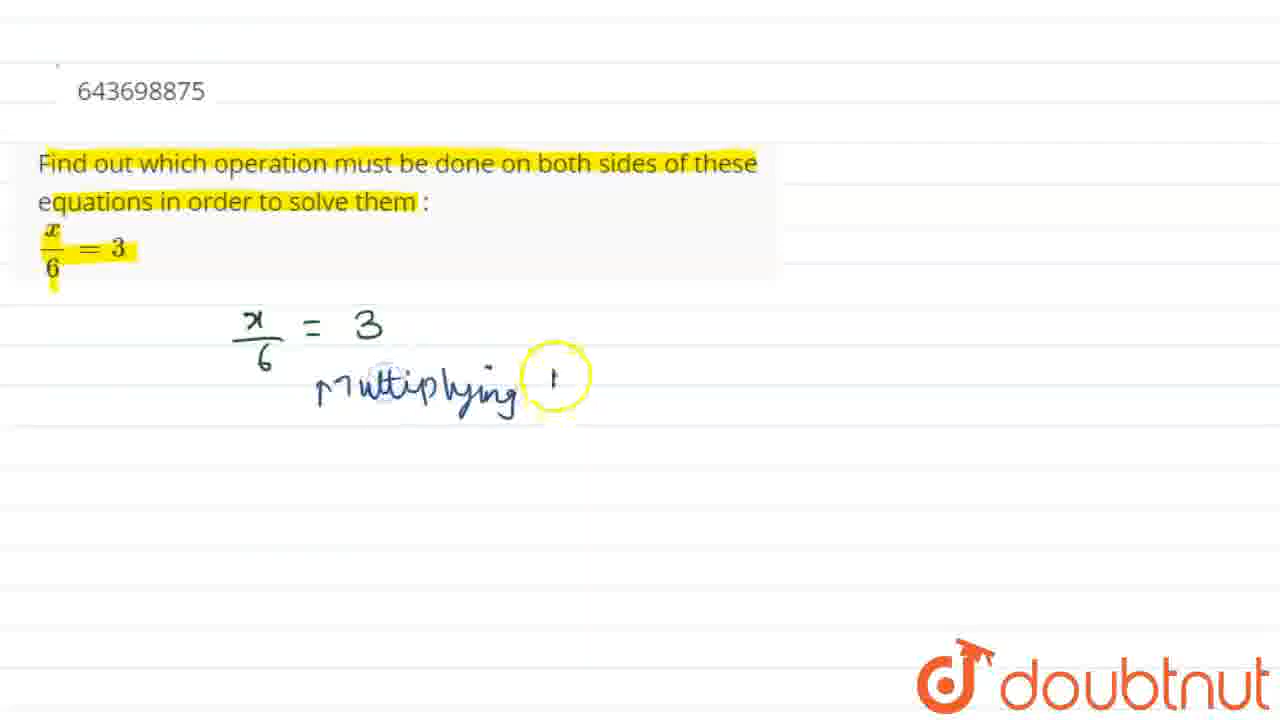 643698875
Find out which operation must be done on both sides of these
equations in order to solve them :
x/6 = 3
x/6 = 3
Multiplying
doubtnut